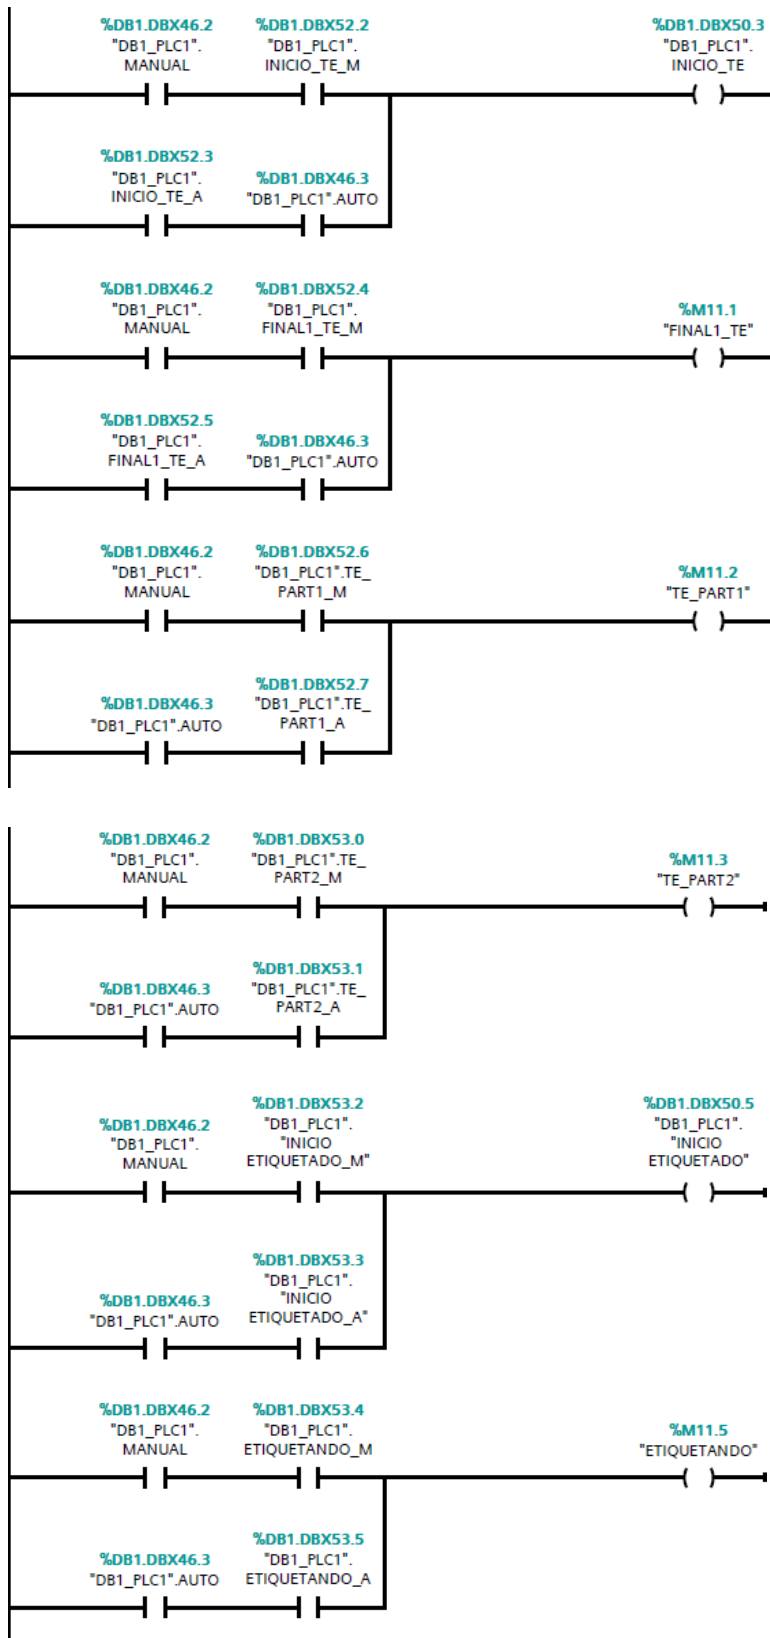 %DB1.DBX46.2 %DB1.DBX52.2 %DB1.DBX50.3
"DB1_PLC1". "DB1_PLC1". "DB1_PLC1".
MANUAL INICIO_TE_M INICIO_TE
%DB1.DBX52.3
"DB1_PLC1". %DB1.DBX46.3
INICIO_TE_A "DB1_PLC1".AUTO
%DB1.DBX46.2 %DB1.DBX52.4
"DB1_PLC1". "DB1_PLC1". %M11.1
MANUAL FINAL1_TE_M "FINAL1_TE"
%DB1.DBX52.5
"DB1_PLC1". %DB1.DBX46.3
FINAL1_TE_A "DB1_PLC1".AUTO
%DB1.DBX46.2 %DB1.DBX52.6
"DB1_PLC1". "DB1_PLC1".TE_ %M11.2
MANUAL PART1_M "TE_PART1"
%DB1.DBX52.7
%DB1.DBX46.3 "DB1_PLC1".TE_
"DB1_PLC1".AUTO PART1_A
%DB1.DBX46.2 %DB1.DBX53.0
"DB1_PLC1". "DB1_PLC1".TE_ %M11.3
MANUAL PART2_M "TE_PART2"
%DB1.DBX53.1
%DB1.DBX46.3 "DB1_PLC1".TE_
"DB1_PLC1".AUTO PART2_A
%DB1.DBX53.2 %DB1.DBX50.5
%DB1.DBX46.2 "DB1_PLC1". "DB1_PLC1".
"DB1_PLC1". "INICIO "INICIO
MANUAL ETIQUETADO_M" ETIQUETADO"
%DB1.DBX53.3
"DB1_PLC1".
%DB1.DBX46.3 "INICIO
"DB1_PLC1".AUTO ETIQUETADO_A"
%DB1.DBX46.2 %DB1.DBX53.4
"DB1_PLC1". "DB1_PLC1". %M11.5
MANUAL ETIQUETANDO_M "ETIQUETANDO"
%DB1.DBX53.5
%DB1.DBX46.3 "DB1_PLC1".
"DB1_PLC1".AUTO ETIQUETANDO_A